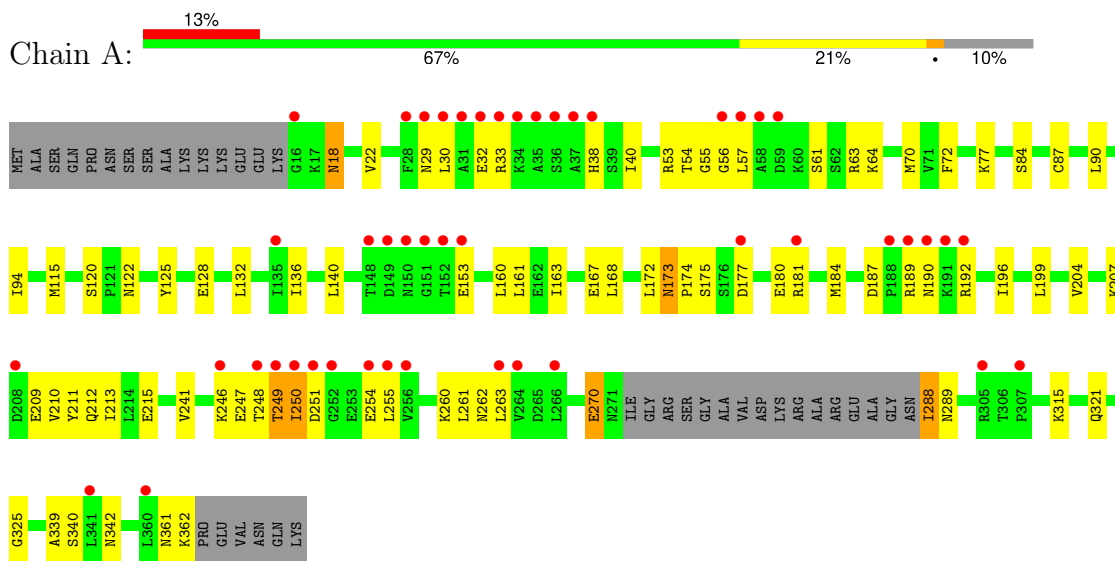 13%
Chain A:
67% 21% • 10%
MET ALA SER GLN PRO ASN SER SER ALA LYS LYS LYS GLU GLU LYS G16 K17 N18 V22 F28 N29 L30 A31 E32 R33 K34 A35 S36 A37 H38 S39 I40 R53 T54 G55 G56 L57 A58 D59 K60 S61 S62 R63 K64 M70 V71 F72 K77 S84 C87 L90
I94 M115 S120 P121 N122 Y125 E128 L132 I135 I136 L140 T148 D149 N150 G151 T152 E153 L160 L161 E162 I163 E167 L168 L172 N173 P174 S175 S176 D177 E180 R181 M184 D187 P188 R189 N190 K191 R192 I196 L199 V204 K207
D208 E209 V210 Y211 Q212 I213 L214 E215 V241 K246 E247 T248 T249 I250 D251 G252 E253 E254 L255 V256 K260 L261 N262 L263 V264 D265 L266 E270 N271 ILE GLY ARG SER GLY ALA VAL ASP LYS ARG ALA ARG GLU ALA GLY ASN I288 N289 R305 T306 P307 K315 Q321
G325 A339 S340 L341 N342 L360 N361 K362 PRO GLU VAL ASN GLN LYS